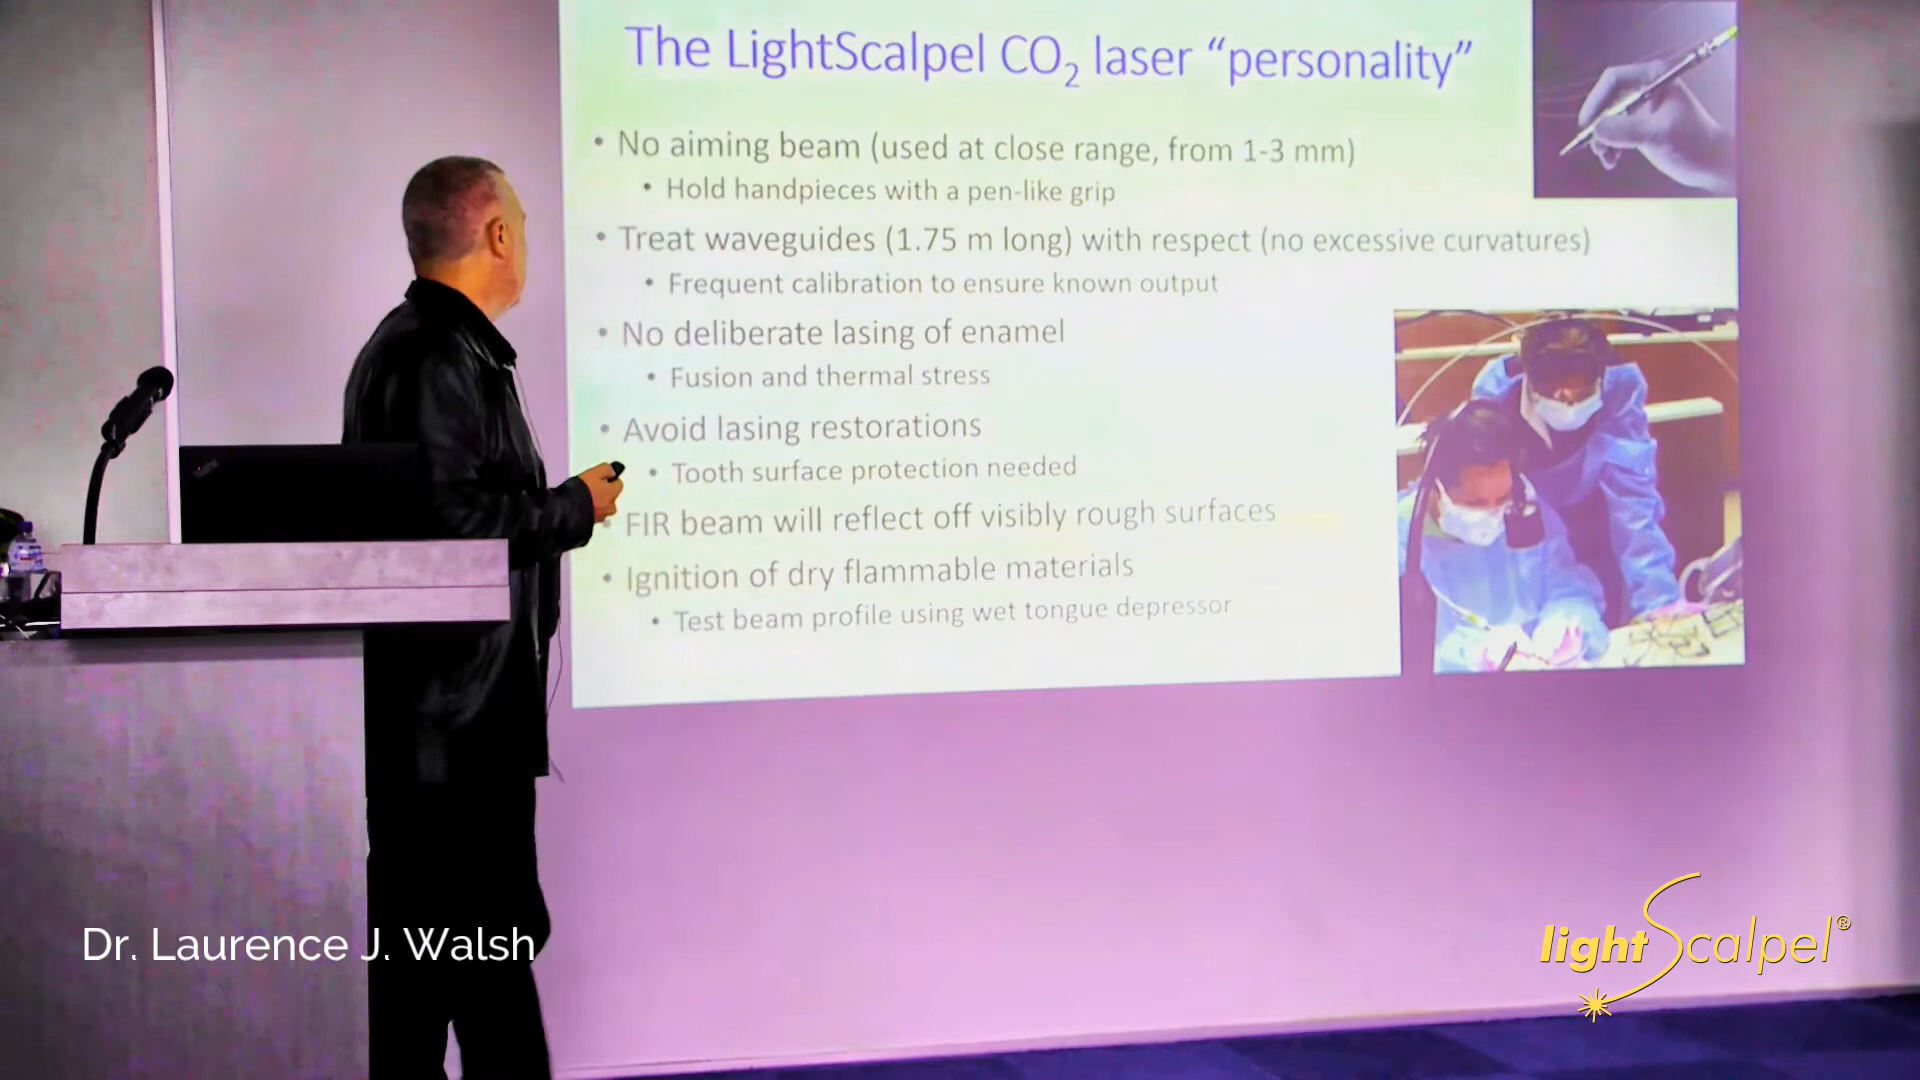 The LightScalpel CO₂ laser “personality”
• No aiming beam (used at close range, from 1-3 mm)
• Hold handpieces with a pen-like grip
• Treat waveguides (1.75 m long) with respect (no excessive curvatures)
• Frequent calibration to ensure known output
• No deliberate lasing of enamel
• Fusion and thermal stress
• Avoid lasing restorations
• Tooth surface protection needed
• FIR beam will reflect off visibly rough surfaces
• Ignition of dry flammable materials
• Test beam profile using wet tongue depressor
Dr. Laurence J. Walsh
lightScalpel®